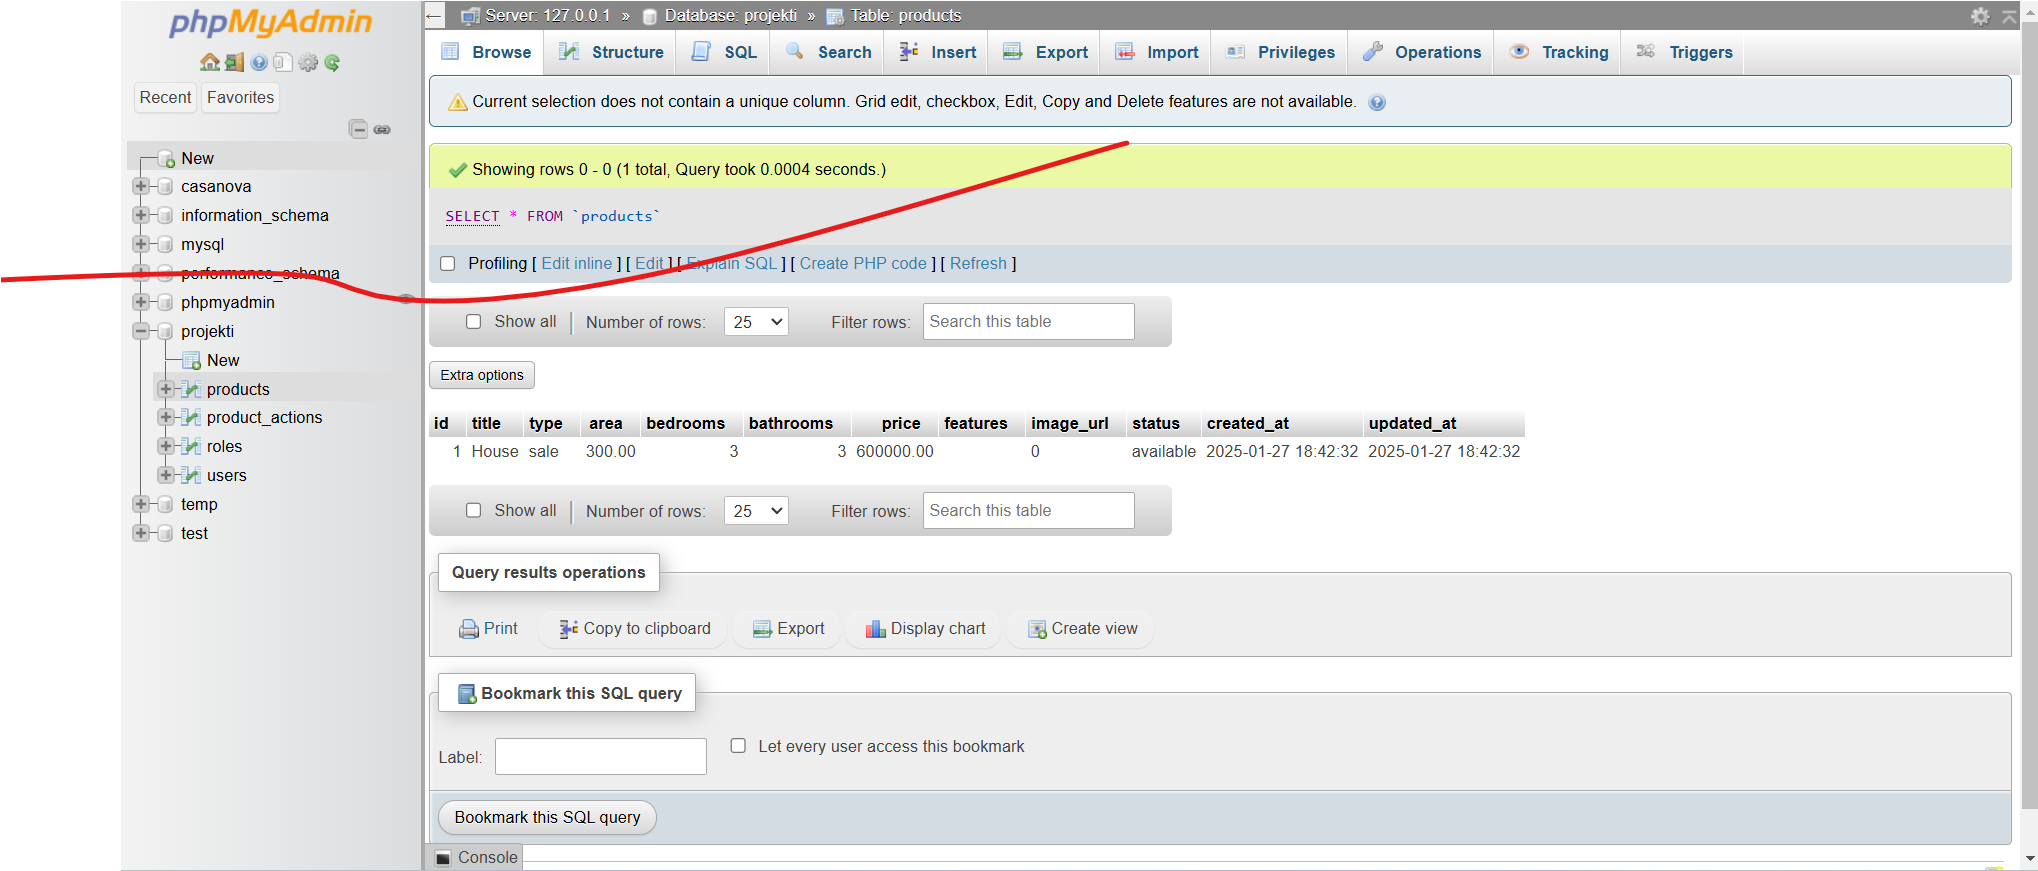 phpMyAdmin
Recent Favorites
New
casanova
information_schema
mysql
performance_schema
phpmyadmin
projekti
New
products
product_actions
roles
users
temp
test
Server: 127.0.0.1 » Database: projekti » Table: products
Browse Structure SQL Search Insert Export Import Privileges Operations Tracking Triggers
Current selection does not contain a unique column. Grid edit, checkbox, Edit, Copy and Delete features are not available.
Showing rows 0 - 0 (1 total, Query took 0.0004 seconds.)
SELECT * FROM `products`
Profiling [ Edit inline ] [ Edit ] [ Explain SQL ] [ Create PHP code ] [ Refresh ]
Show all Number of rows: 25 Filter rows: Search this table
Extra options
id title type area bedrooms bathrooms price features image_url status created_at updated_at
1 House sale 300.00 3 3 600000.00 0 available 2025-01-27 18:42:32 2025-01-27 18:42:32
Show all Number of rows: 25 Filter rows: Search this table
Query results operations
Print Copy to clipboard Export Display chart Create view
Bookmark this SQL query
Label: Let every user access this bookmark
Bookmark this SQL query
Console